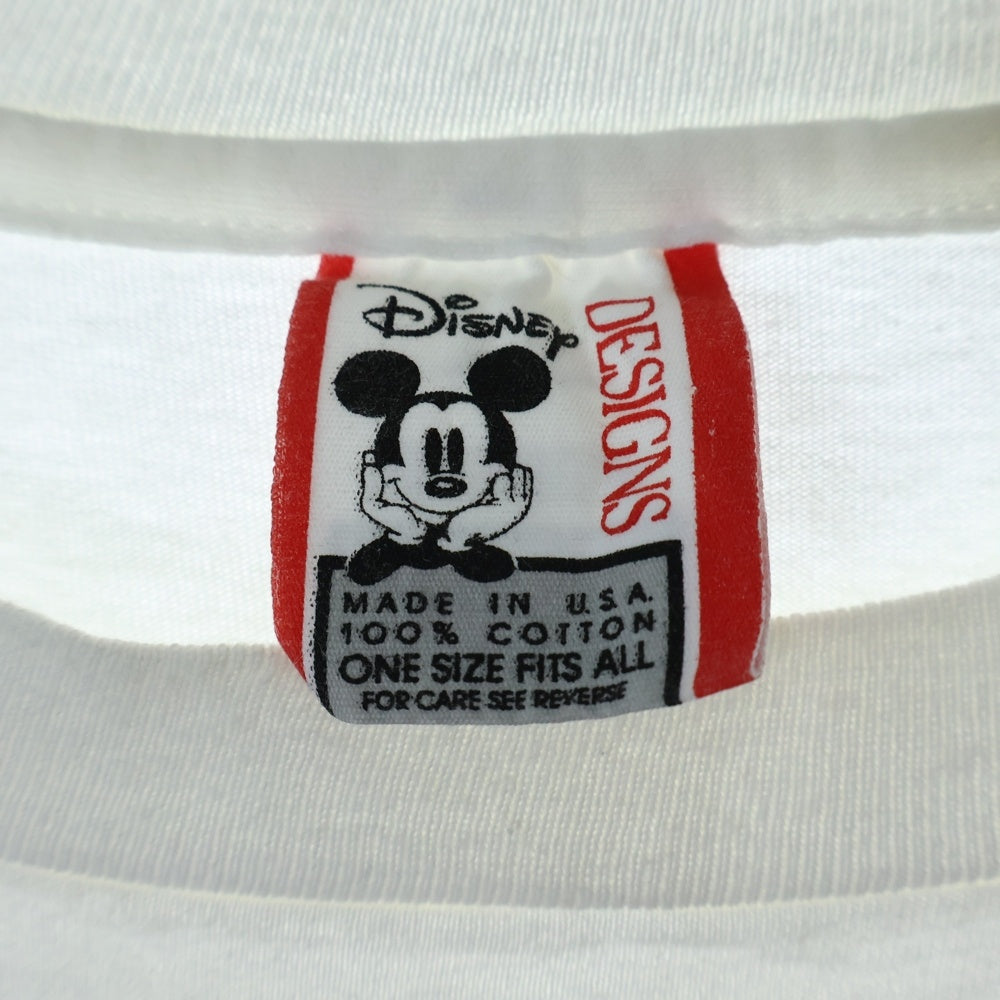 Disney
DESIGNS
MADE IN U.S.A.
100% COTTON
ONE SIZE FITS ALL
FOR CARE SEE REVERSE